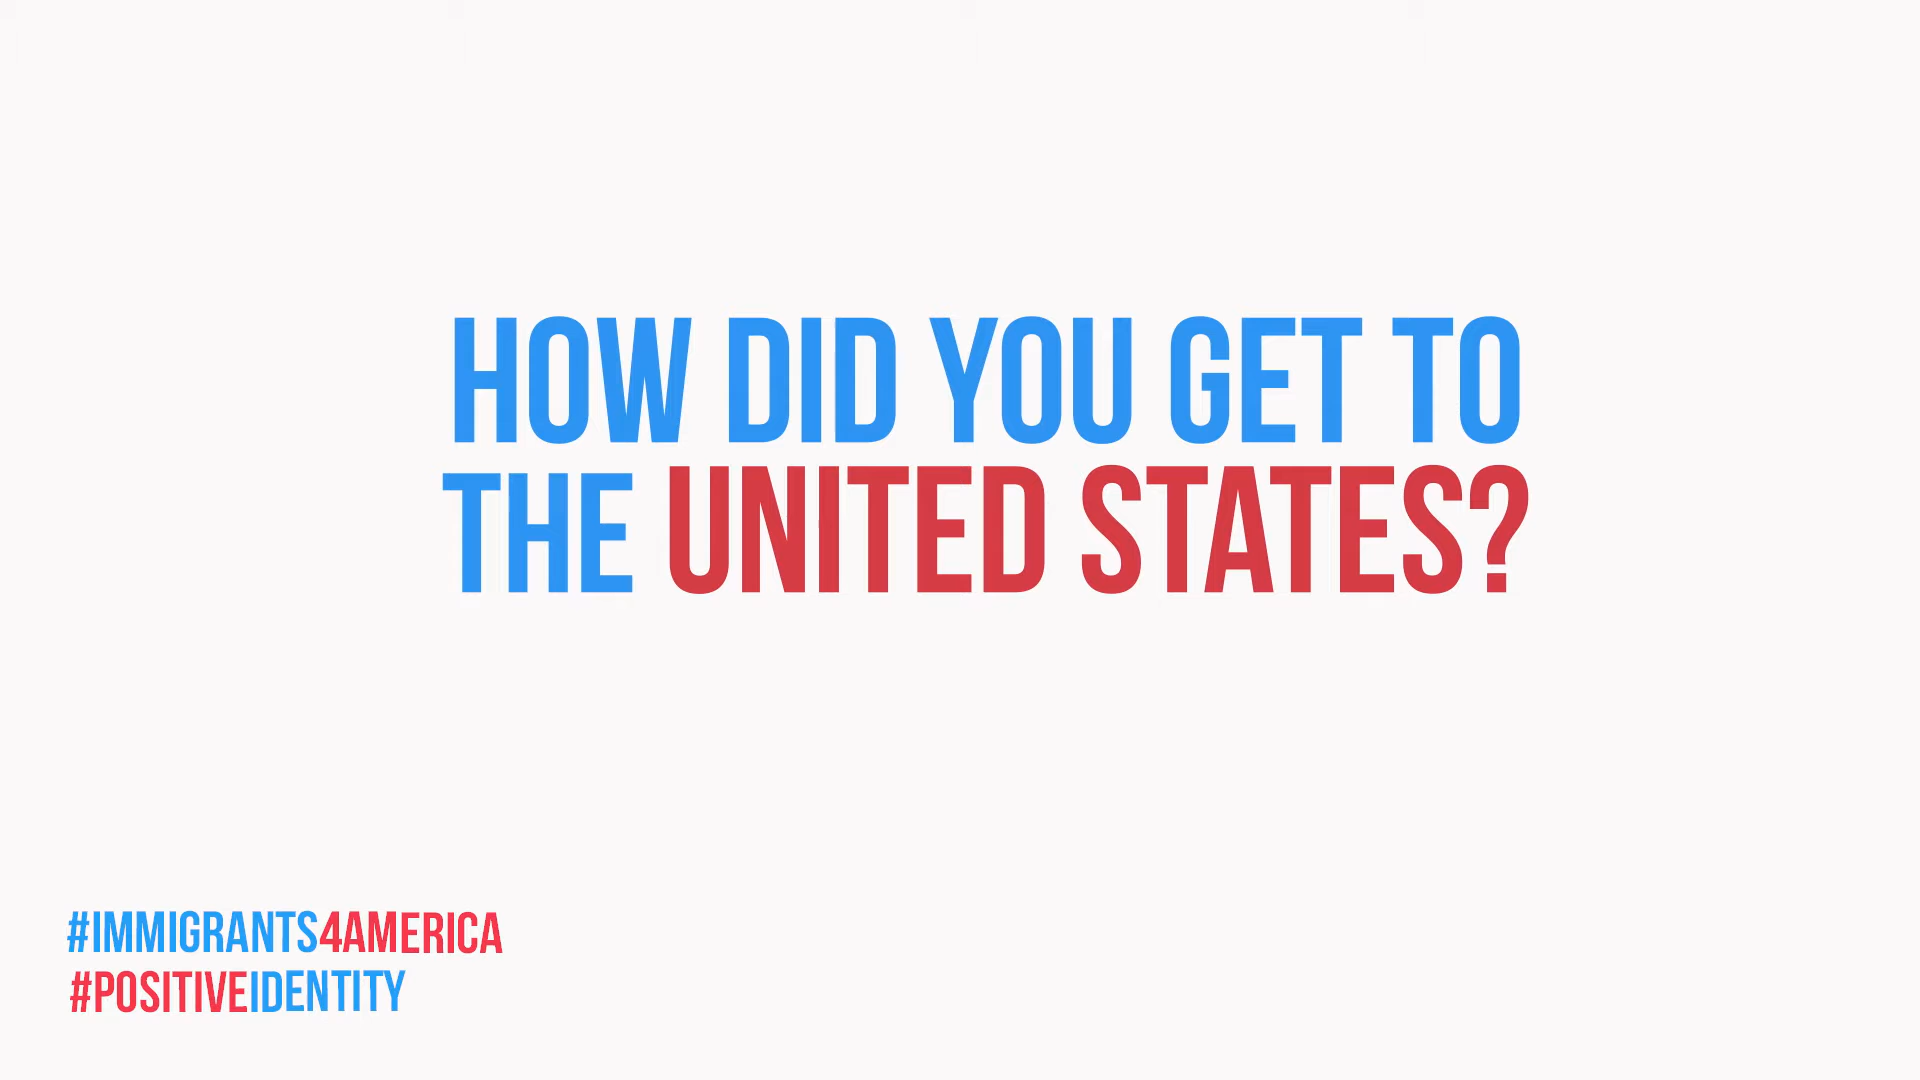 HOW DID YOU GET TO
THE UNITED STATES?
#IMMIGRANTS4AMERICA
#POSITIVEIDENTITY